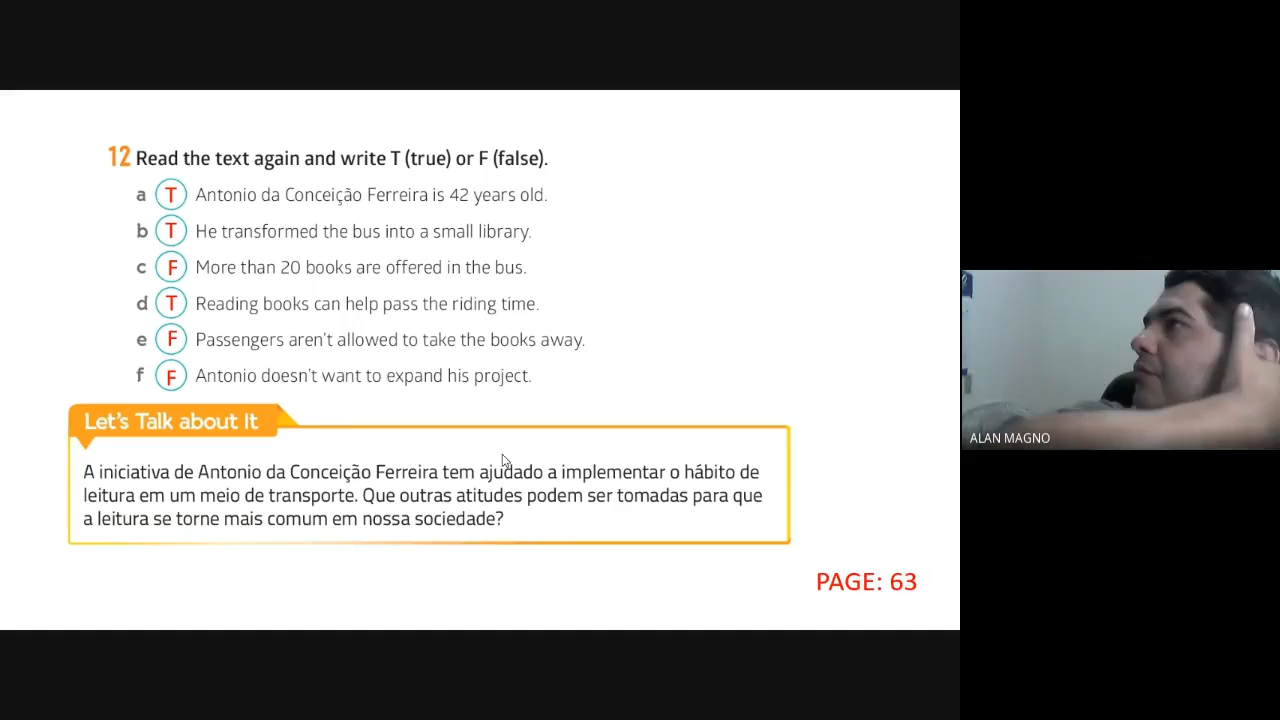 12 Read the text again and write T (true) or F (false).
a T Antonio da Conceição Ferreira is 42 years old.
b T He transformed the bus into a small library.
c F More than 20 books are offered in the bus.
d T Reading books can help pass the riding time.
e F Passengers aren't allowed to take the books away.
f F Antonio doesn't want to expand his project.
Let's Talk about It
A iniciativa de Antonio da Conceição Ferreira tem ajudado a implementar o hábito de
leitura em um meio de transporte. Que outras atitudes podem ser tomadas para que
a leitura se torne mais comum em nossa sociedade?
PAGE: 63
ALAN MAGNO